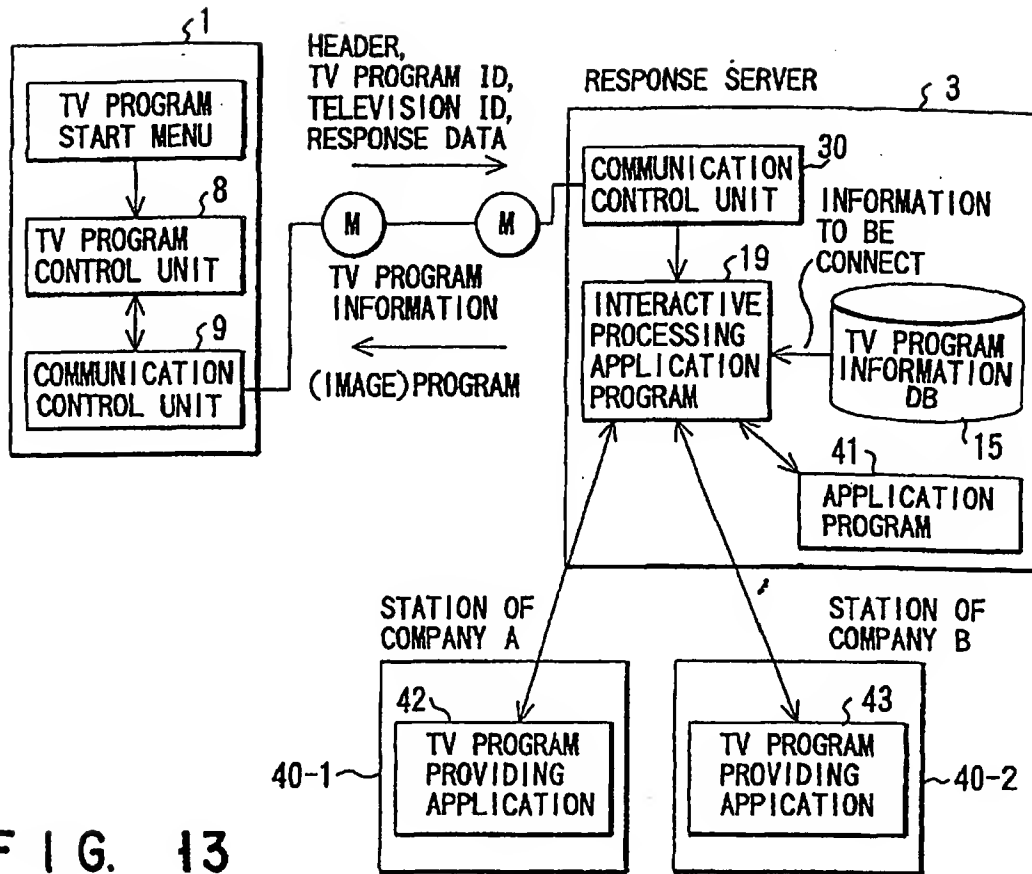 1
TV PROGRAM
START MENU
8
TV PROGRAM
CONTROL UNIT
9
COMMUNICATION
CONTROL UNIT
HEADER,
TV PROGRAM ID,
TELEVISION ID,
RESPONSE DATA
M
M
TV PROGRAM
INFORMATION
(IMAGE)PROGRAM
RESPONSE SERVER
3
30
COMMUNICATION
CONTROL UNIT
INFORMATION
TO BE
CONNECT
19
INTERACTIVE
PROCESSING
APPLICATION
PROGRAM
TV PROGRAM
INFORMATION
DB
15
41
APPLICATION
PROGRAM
STATION OF
COMPANY A
42
TV PROGRAM
PROVIDING
APPLICATION
40-1
STATION OF
COMPANY B
43
TV PROGRAM
PROVIDING
APPICATION
40-2
FIG. 13